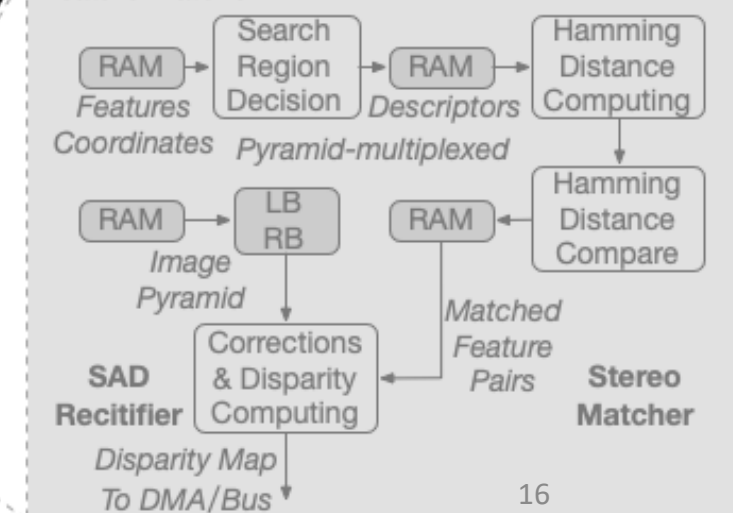 RAM
Features
Coordinates
Search
Region
Decision
RAM
Descriptors
Hamming
Distance
Computing
Pyramid-multiplexed
RAM
Image
Pyramid
LB
RB
RAM
Hamming
Distance
Compare
Matched
Feature
Pairs
Corrections
& Disparity
Computing
SAD
Recitifier
Stereo
Matcher
Disparity Map
To DMA/Bus
16